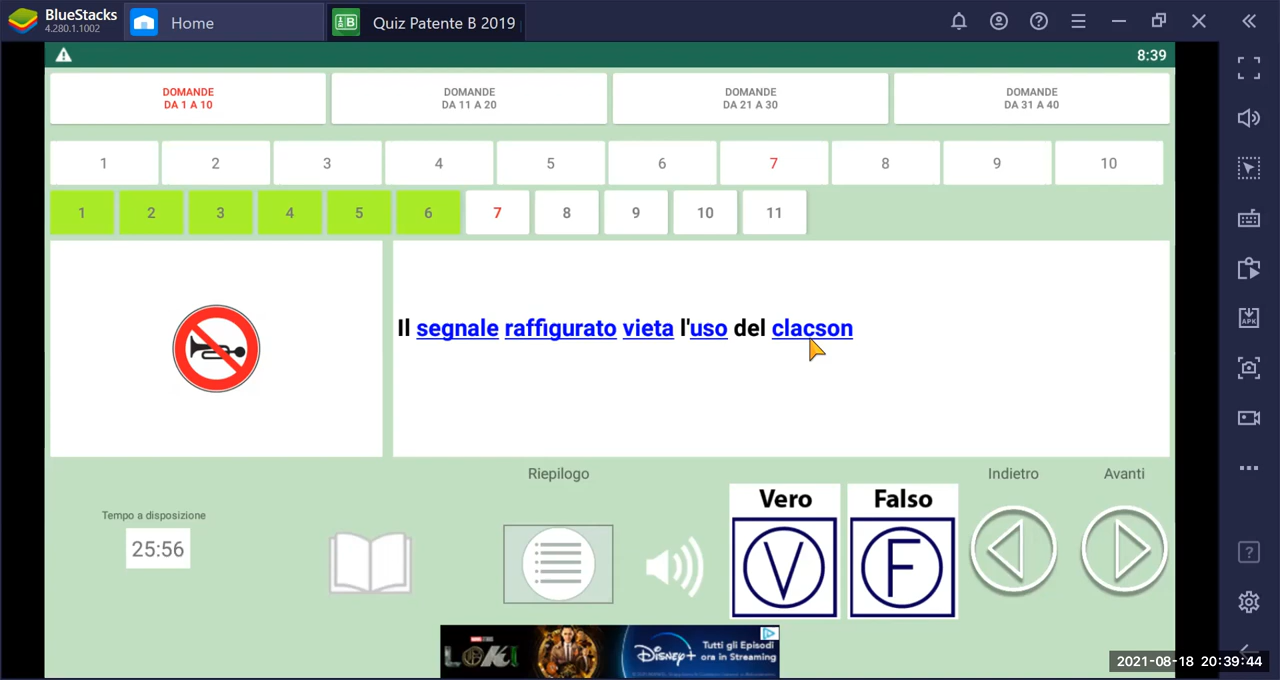 BlueStacks
4.280.1.1002
Home
Quiz Patente B 2019
8:39
DOMANDE
DA 1 A 10
DOMANDE
DA 11 A 20
DOMANDE
DA 21 A 30
DOMANDE
DA 31 A 40
1 2 3 4 5 6 7 8 9 10
1 2 3 4 5 6 7 8 9 10 11
Il segnale raffigurato vieta l'uso del clacson
Riepilogo
Indietro
Avanti
Tempo a disposizione
25:56
Vero
V
Falso
F
MARVEL STUDIOS
LOKI
Disney+
Tutti gli Episodi
ora in Streaming
APK
2021-08-18 20:39:44